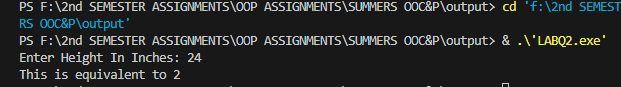 PS F:\2nd SEMESTER ASSIGNMENTS\OOP ASSIGNMENTS\SUMMERS OOC&P\output> cd 'f:\2nd SEMEST
RS OOC&P\output'
PS F:\2nd SEMESTER ASSIGNMENTS\OOP ASSIGNMENTS\SUMMERS OOC&P\output> & .\'LABQ2.exe'
Enter Height In Inches: 24
This is equivalent to 2